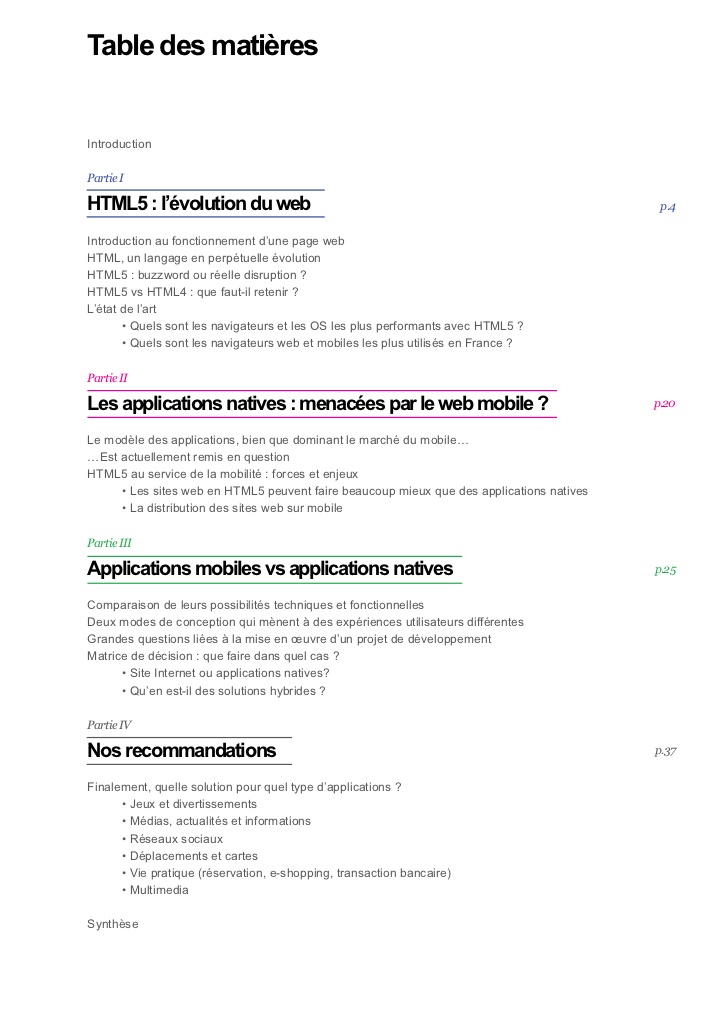 Table des matières
Introduction
Partie I
HTML5 : l’évolution du web
p.4
Introduction au fonctionnement d’une page web
HTML, un langage en perpétuelle évolution
HTML5 : buzzword ou réelle disruption ?
HTML5 vs HTML4 : que faut-il retenir ?
L’état de l’art
• Quels sont les navigateurs et les OS les plus performants avec HTML5 ?
• Quels sont les navigateurs web et mobiles les plus utilisés en France ?
Partie II
Les applications natives : menacées par le web mobile ?
p.20
Le modèle des applications, bien que dominant le marché du mobile…
…Est actuellement remis en question
HTML5 au service de la mobilité : forces et enjeux
• Les sites web en HTML5 peuvent faire beaucoup mieux que des applications natives
• La distribution des sites web sur mobile
Partie III
Applications mobiles vs applications natives
p.25
Comparaison de leurs possibilités techniques et fonctionnelles
Deux modes de conception qui mènent à des expériences utilisateurs différentes
Grandes questions liées à la mise en œuvre d’un projet de développement
Matrice de décision : que faire dans quel cas ?
• Site Internet ou applications natives?
• Qu’en est-il des solutions hybrides ?
Partie IV
Nos recommandations
p.37
Finalement, quelle solution pour quel type d’applications ?
• Jeux et divertissements
• Médias, actualités et informations
• Réseaux sociaux
• Déplacements et cartes
• Vie pratique (réservation, e-shopping, transaction bancaire)
• Multimedia
Synthèse